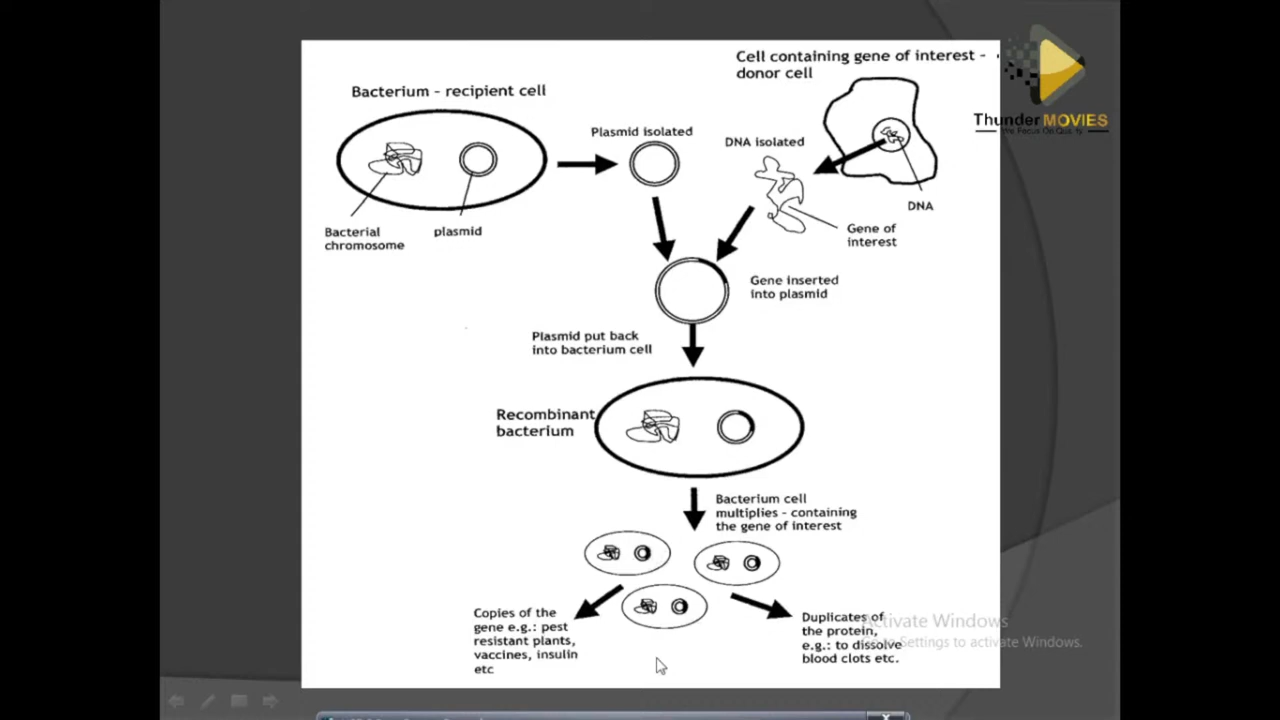 Cell containing gene of interest -
donor cell
Bacterium - recipient cell
Thunder MOVIES
Plasmid isolated
DNA isolated
DNA
Bacterial
chromosome
plasmid
Gene of
interest
Gene inserted
into plasmid
Plasmid put back
into bacterium cell
Recombinant
bacterium
Bacterium cell
multiplies - containing
the gene of interest
Copies of the
gene e.g.: pest
resistant plants,
vaccines, insulin
etc
Duplicates of
the protein,
e.g.: to dissolve
blood clots etc.
Activate Windows
to Settings to activate Windows.